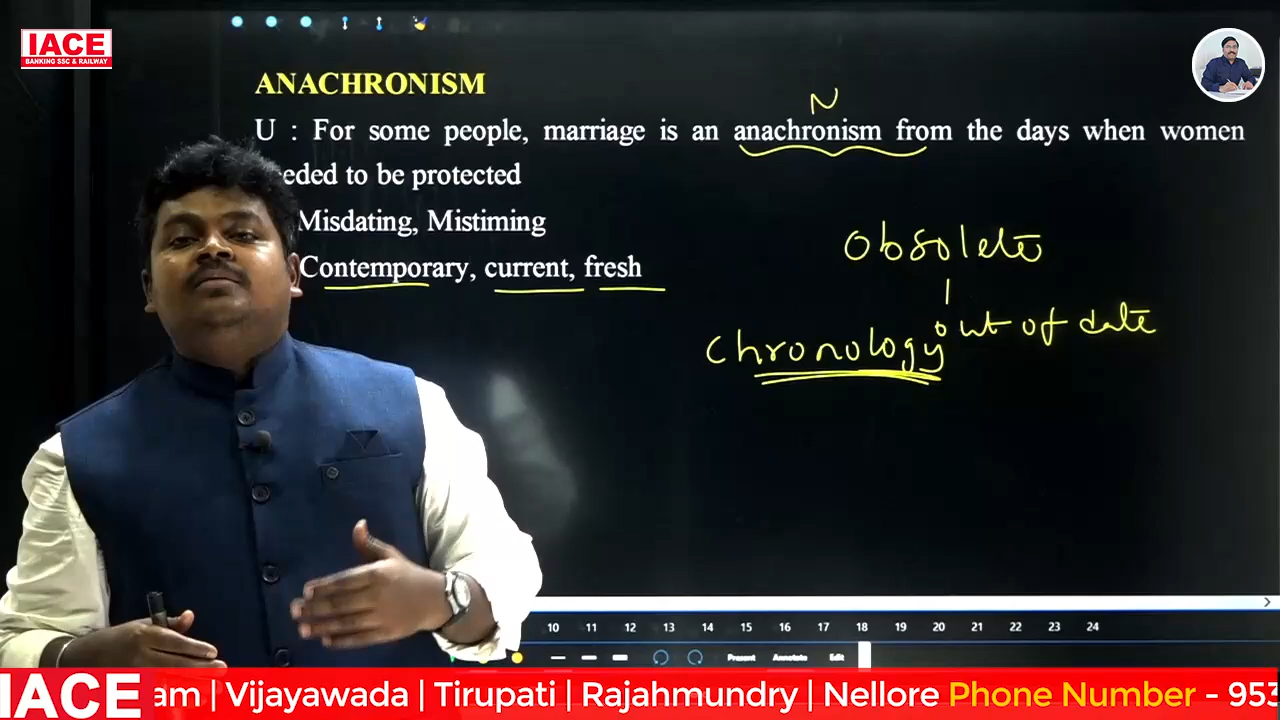 IACE
BANKING SSC & RAILWAY
ANACHRONISM
N
U : For some people, marriage is an anachronism from the days when women
eeded to be protected
Misdating, Mistiming
Contemporary, current, fresh
Obsolete
out of date
Chronology
10 11 12 13 14 15 16 17 18 19 20 21 22 23 24
Present Annotate Edit
IACE am | Vijayawada | Tirupati | Rajahmundry | Nellore Phone Number - 953